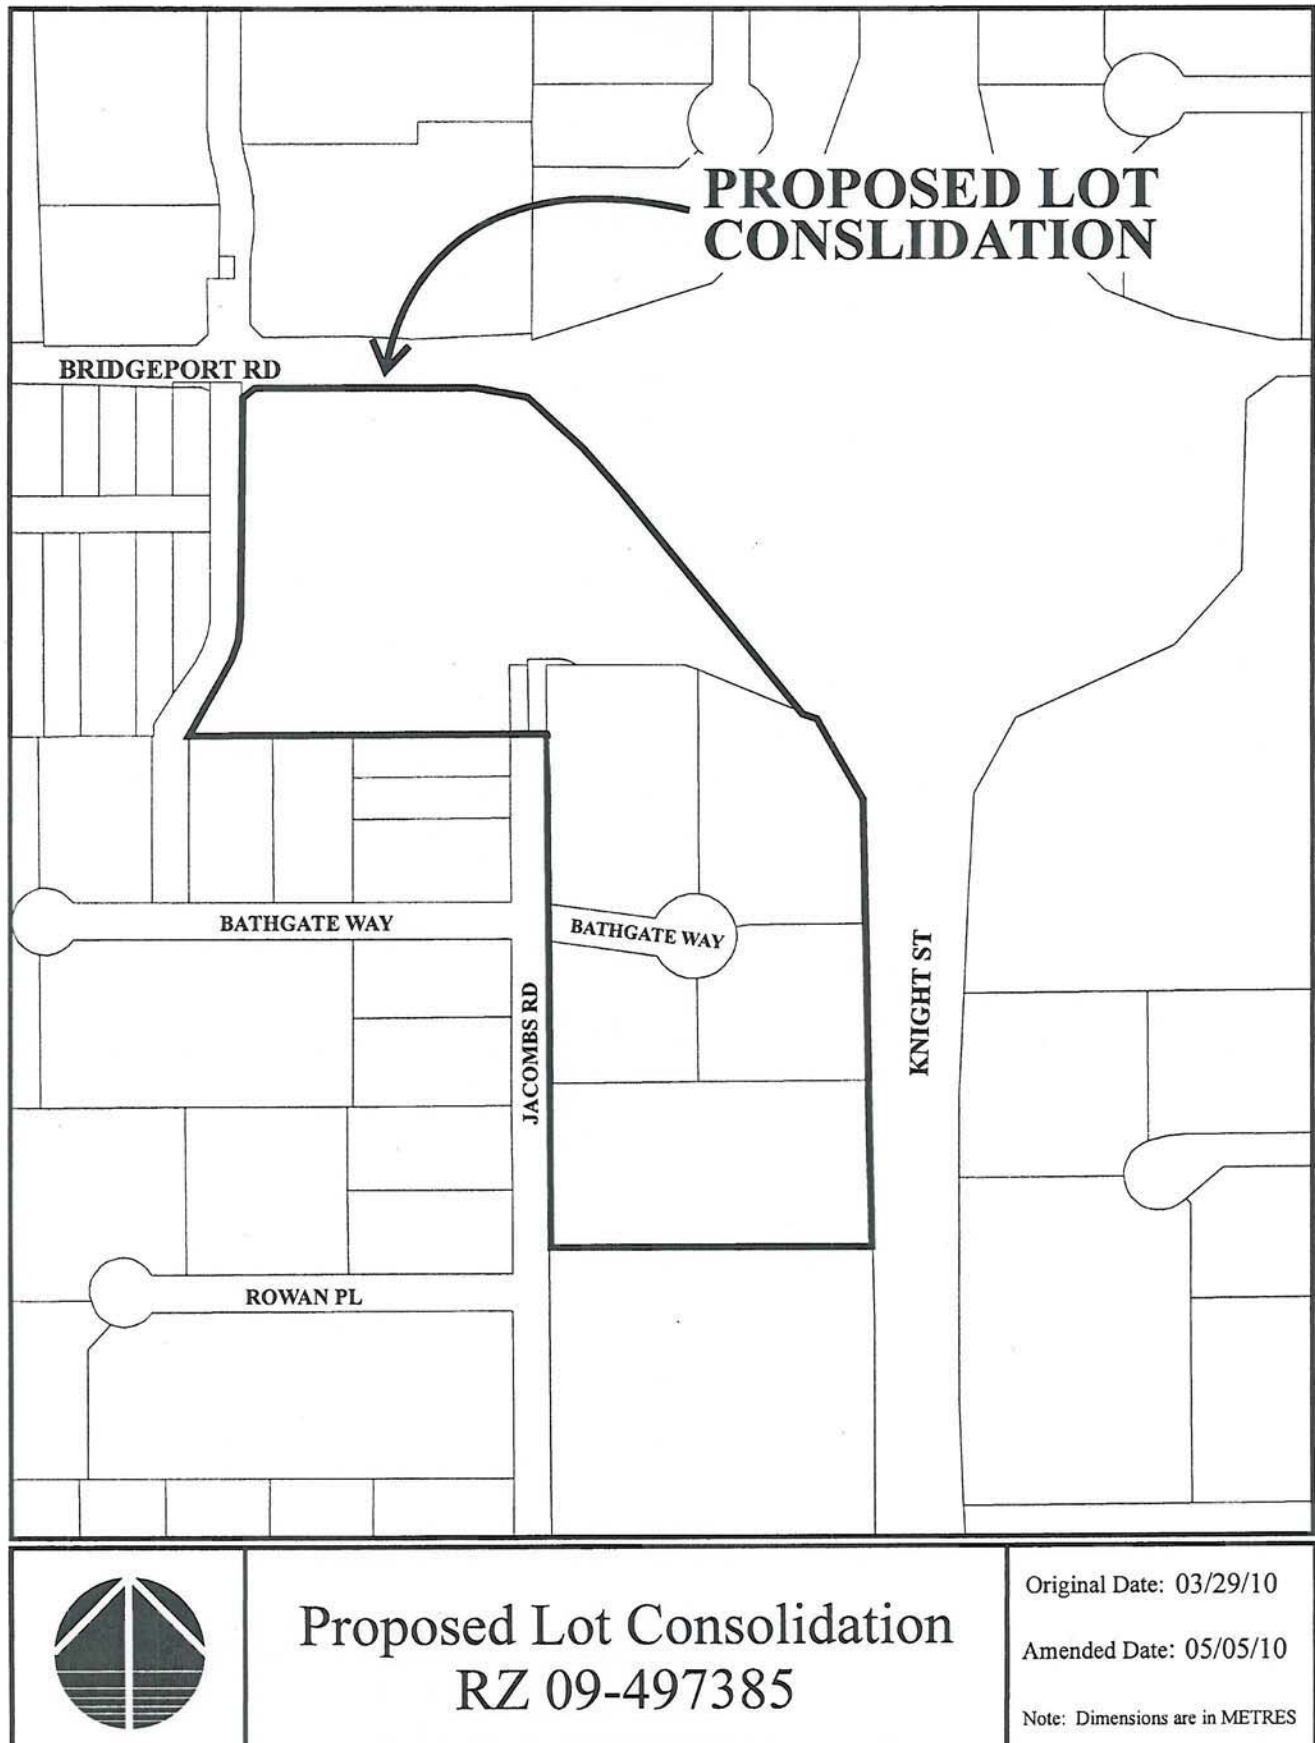 PROPOSED LOT
CONSLIDATION
BRIDGEPORT RD
BATHGATE WAY
BATHGATE WAY
KNIGHT ST
JACOMBS RD
ROWAN PL
Proposed Lot Consolidation
RZ 09-497385
Original Date: 03/29/10
Amended Date: 05/05/10
Note: Dimensions are in METRES